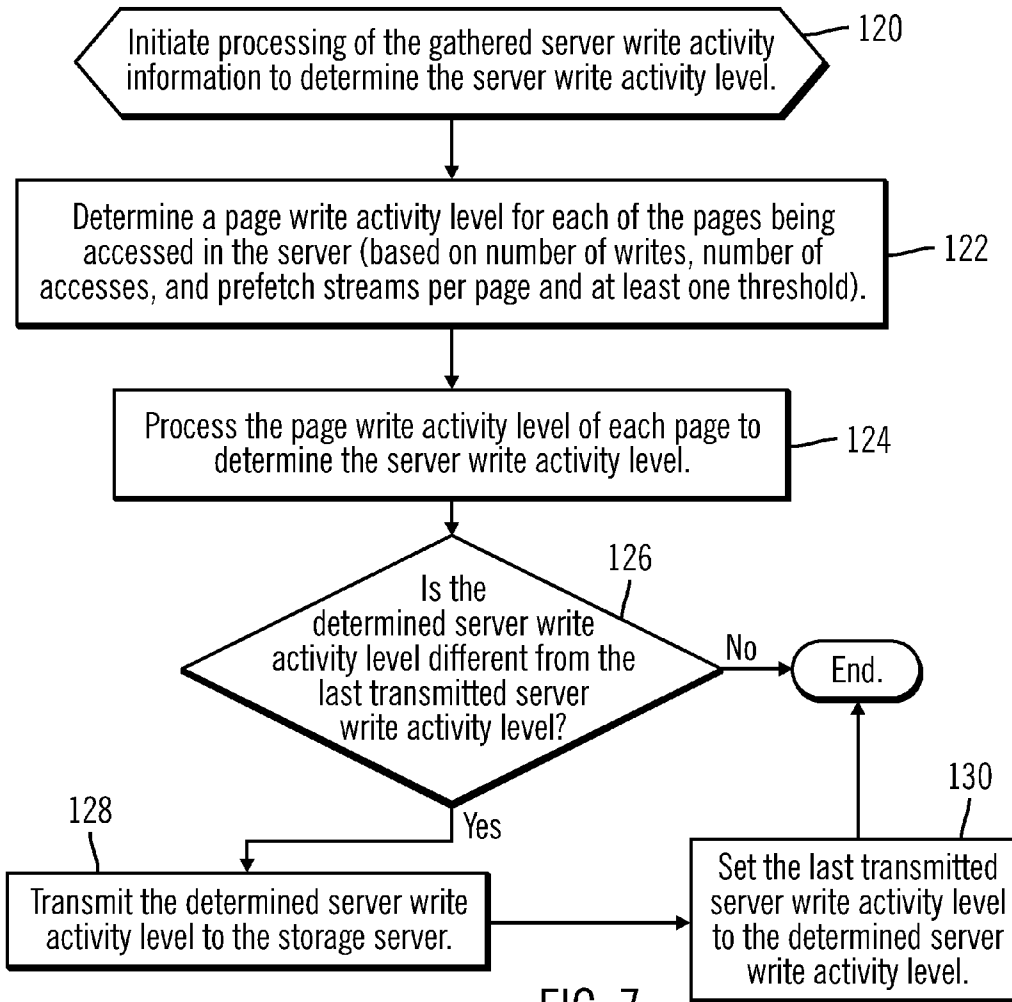 Initiate processing of the gathered server write activity
information to determine the server write activity level.
120
Determine a page write activity level for each of the pages being
accessed in the server (based on number of writes, number of
accesses, and prefetch streams per page and at least one threshold).
122
Process the page write activity level of each page to
determine the server write activity level.
124
126
Is the
determined server write
activity level different from the
last transmitted server
write activity level?
No
End.
Yes
128
Transmit the determined server write
activity level to the storage server.
130
Set the last transmitted
server write activity level
to the determined server
write activity level.
FIG. 7